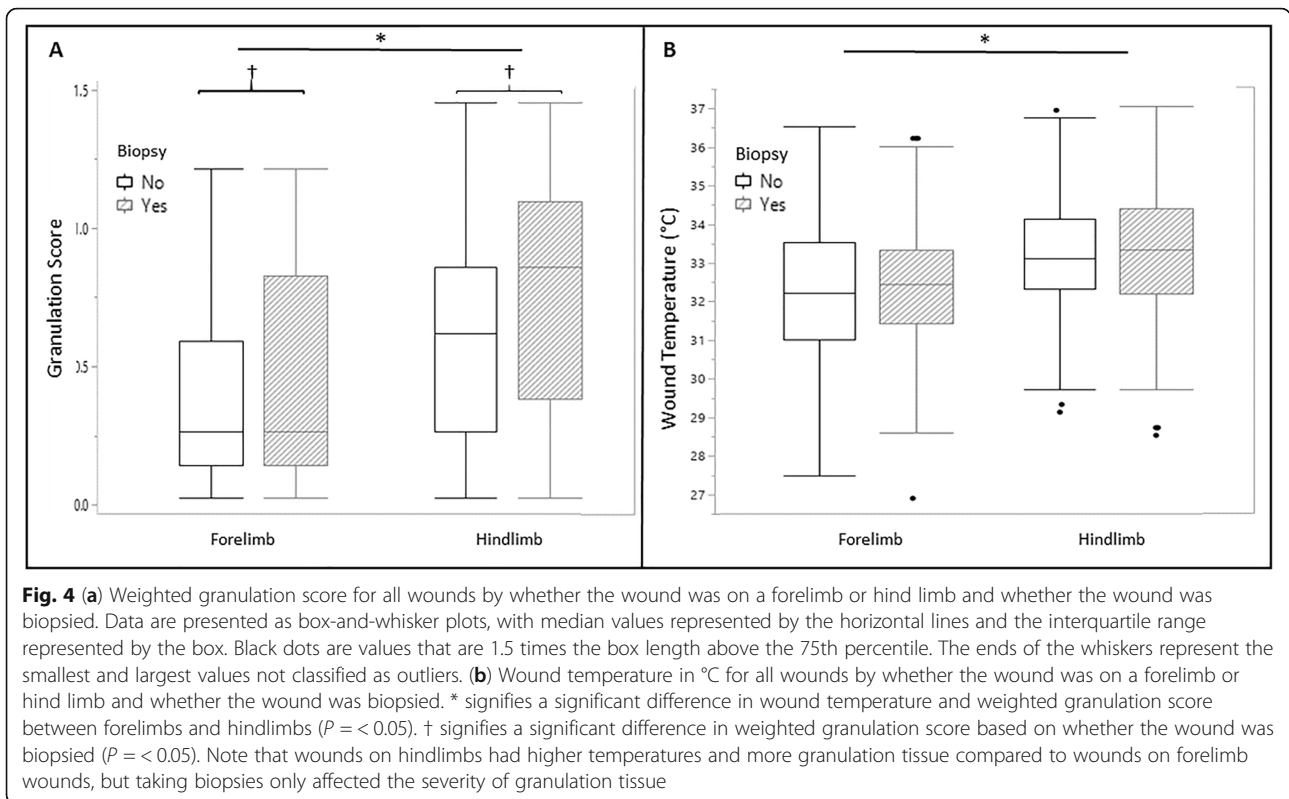 A
*
†
†
1.5
Biopsy
No
Yes
1.0
Granulation Score
).5
0.0
Forelimb
Hindlimb
B
*
37
36
Biopsy
No
Yes
35
34
Wound Temperature (°C)
33
32
31
30
29
28
27
Forelimb
Hindlimb
Fig. 4 (a) Weighted granulation score for all wounds by whether the wound was on a forelimb or hind limb and whether the wound was
biopsied. Data are presented as box-and-whisker plots, with median values represented by the horizontal lines and the interquartile range
represented by the box. Black dots are values that are 1.5 times the box length above the 75th percentile. The ends of the whiskers represent the
smallest and largest values not classified as outliers. (b) Wound temperature in °C for all wounds by whether the wound was on a forelimb or
hind limb and whether the wound was biopsied. * signifies a significant difference in wound temperature and weighted granulation score
between forelimbs and hindlimbs (P = < 0.05). † signifies a significant difference in weighted granulation score based on whether the wound was
biopsied (P = < 0.05). Note that wounds on hindlimbs had higher temperatures and more granulation tissue compared to wounds on forelimb
wounds, but taking biopsies only affected the severity of granulation tissue